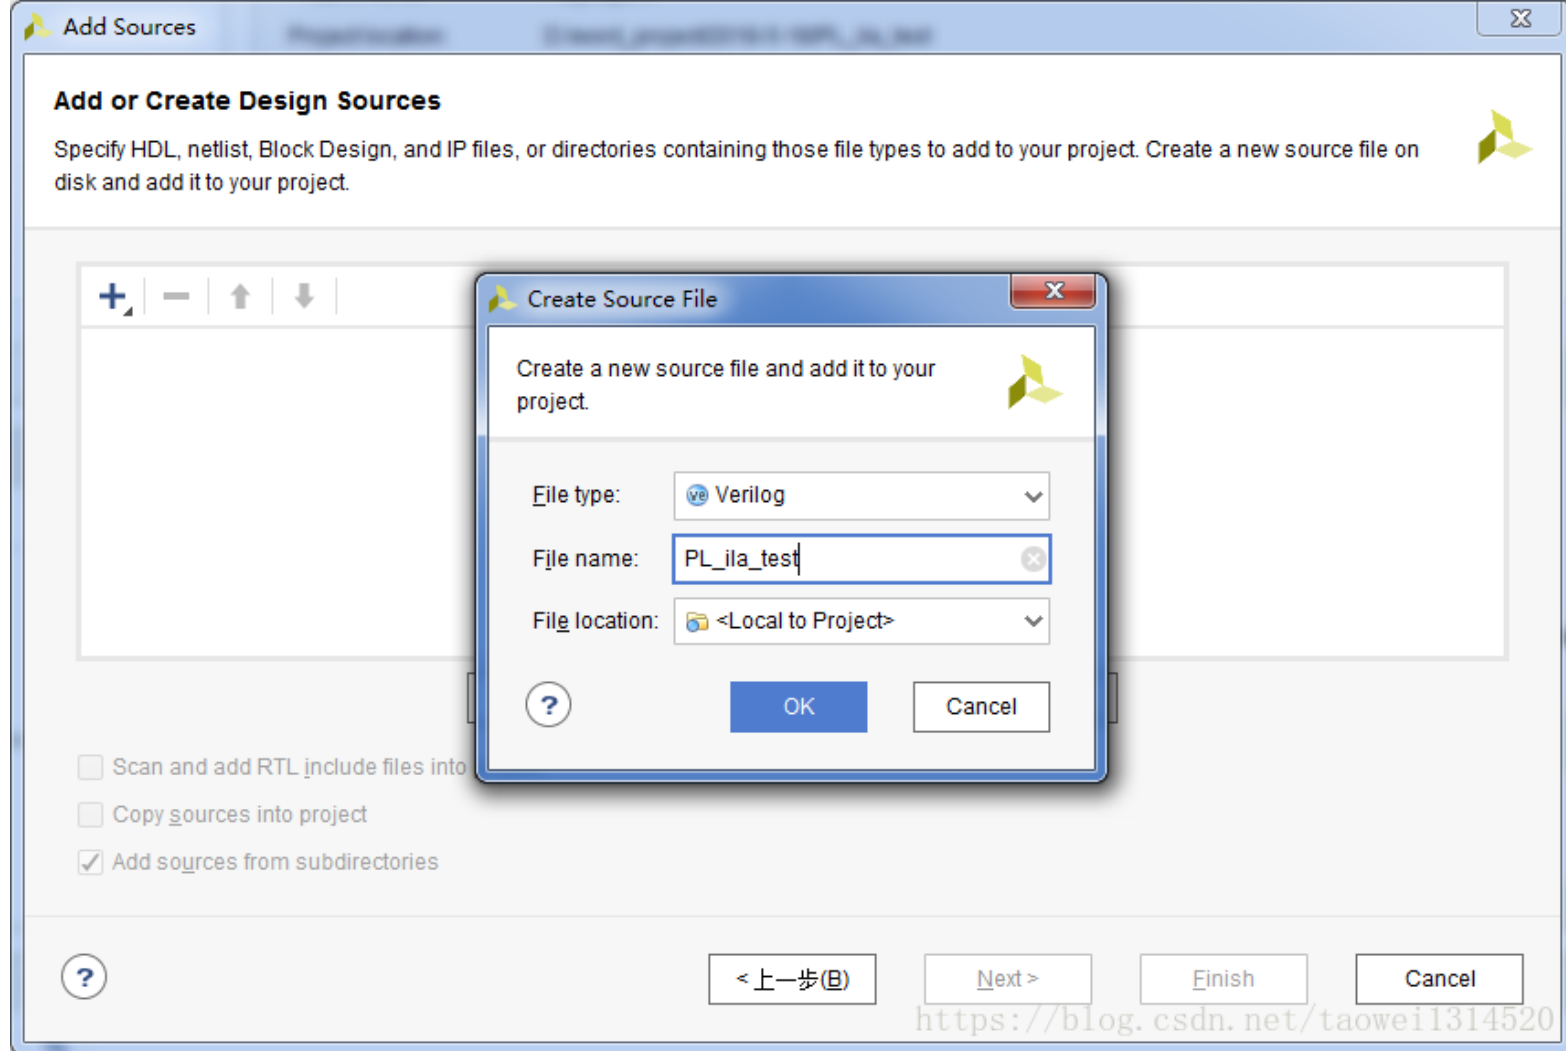 Add Sources
Project location:
Add or Create Design Sources
Specify HDL, netlist, Block Design, and IP files, or directories containing those file types to add to your project. Create a new source file on
disk and add it to your project.
Create Source File
Create a new source file and add it to your
project.
File type:
ve Verilog
File name:
PL_ila_test
File location:
<Local to Project>
?
OK
Cancel
Scan and add RTL include files into
Copy sources into project
Add sources from subdirectories
?
<上一步(B)
Next >
Finish
Cancel
https://blog.csdn.net/taowei1314520